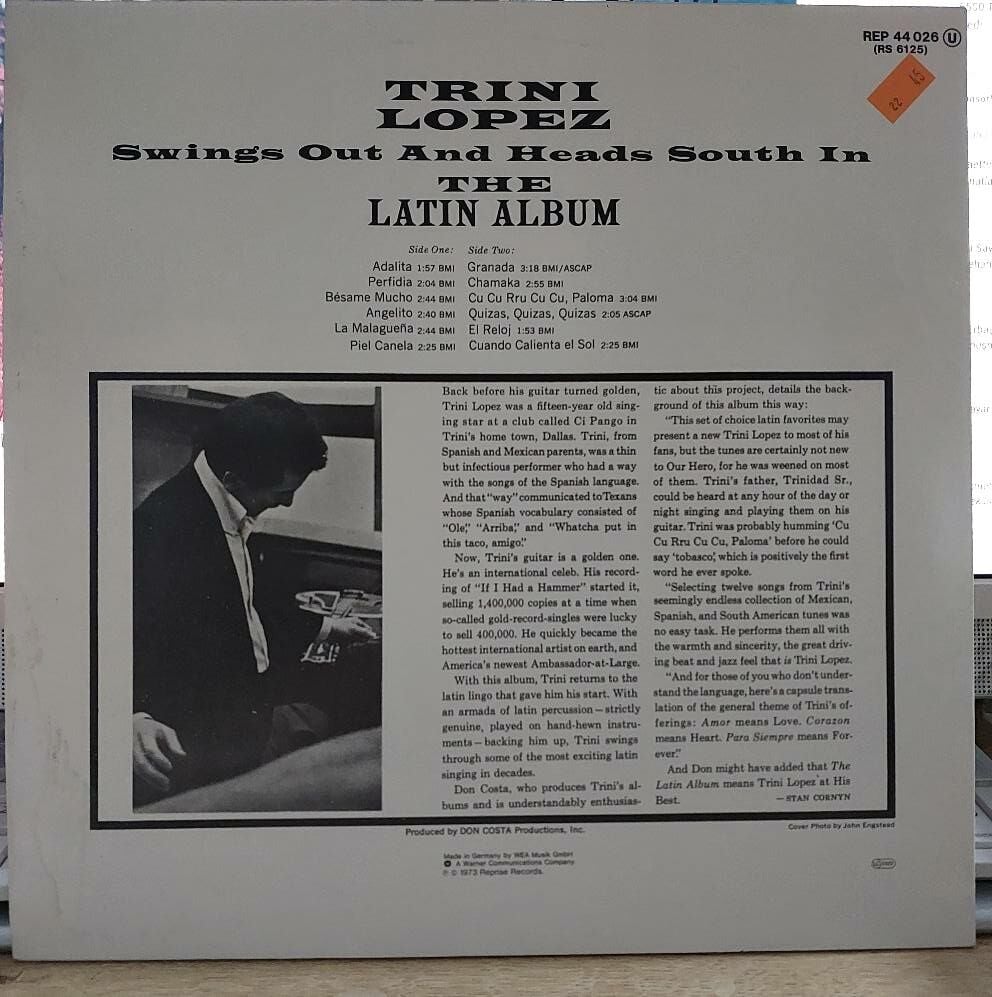 REP 44 026 U
(RS 6125)
22 45
TRINI
LOPEZ
Swings Out And Heads South In
THE
LATIN ALBUM
Side One:
Adalita 1:57 BMI
Perfidia 2:04 BMI
Bésame Mucho 2:44 BMI
Angelito 2:40 BMI
La Malagueña 2:44 BMI
Piel Canela 2:25 BMI
Side Two:
Granada 3:18 BMI/ASCAP
Chamaka 2:55 BMI
Cu Cu Rru Cu Cu, Paloma 3:04 BMI
Quizas, Quizas, Quizas 2:05 ASCAP
El Reloj 1:53 BMI
Cuando Calienta el Sol 2:25 BMI
Back before his guitar turned golden,
Trini Lopez was a fifteen-year old sing-
ing star at a club called Ci Pango in
Trini's home town, Dallas. Trini, from
Spanish and Mexican parents, was a thin
but infectious performer who had a way
with the songs of the Spanish language.
And that "way" communicated to Texans
whose Spanish vocabulary consisted of
"Ole," "Arriba," and "Whatcha put in
this taco, amigo."
Now, Trini's guitar is a golden one.
He's an international celeb. His record-
ing of "If I Had a Hammer" started it,
selling 1,400,000 copies at a time when
so-called gold-record-singles were lucky
to sell 400,000. He quickly became the
hottest international artist on earth, and
America's newest Ambassador-at-Large.
With this album, Trini returns to the
latin lingo that gave him his start. With
an armada of latin percussion—strictly
genuine, played on hand-hewn instru-
ments—backing him up, Trini swings
through some of the most exciting latin
singing in decades.
Don Costa, who produces Trini's al-
bums and is understandably enthusias-
tic about this project, details the back-
ground of this album this way:
"This set of choice latin favorites may
present a new Trini Lopez to most of his
fans, but the tunes are certainly not new
to Our Hero, for he was weened on most
of them. Trini's father, Trinidad Sr.,
could be heard at any hour of the day or
night singing and playing them on his
guitar. Trini was probably humming 'Cu
Cu Rru Cu Cu, Paloma' before he could
say 'tobasco,' which is positively the first
word he ever spoke.
"Selecting twelve songs from Trini's
seemingly endless collection of Mexican,
Spanish, and South American tunes was
no easy task. He performs them all with
the warmth and sincerity, the great driv-
ing beat and jazz feel that is Trini Lopez.
"And for those of you who don't under-
stand the language, here's a capsule trans-
lation of the general theme of Trini's of-
ferings: Amor means Love. Corazon
means Heart. Para Siempre means For-
ever."
And Don might have added that The
Latin Album means Trini Lopez at His
Best.
—STAN CORNYN
Produced by DON COSTA Productions, Inc.
Cover Photo by John Engstead
Made in Germany by WEA Musik GmbH
A Warner Communications Company
℗ © 1973 Reprise Records.